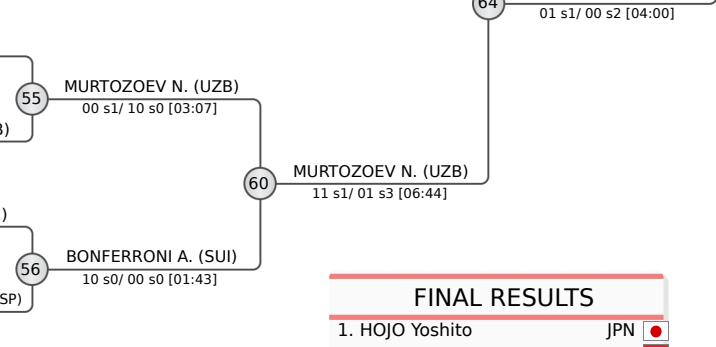 64
01 s1/ 00 s2 [04:00]
55
MURTOZOEV N. (UZB)
00 s1/ 10 s0 [03:07]
60
MURTOZOEV N. (UZB)
11 s1/ 01 s3 [06:44]
)
56
BONFERRONI A. (SUI)
10 s0/ 00 s0 [01:43]
SP)
FINAL RESULTS
1. HOJO Yoshito JPN